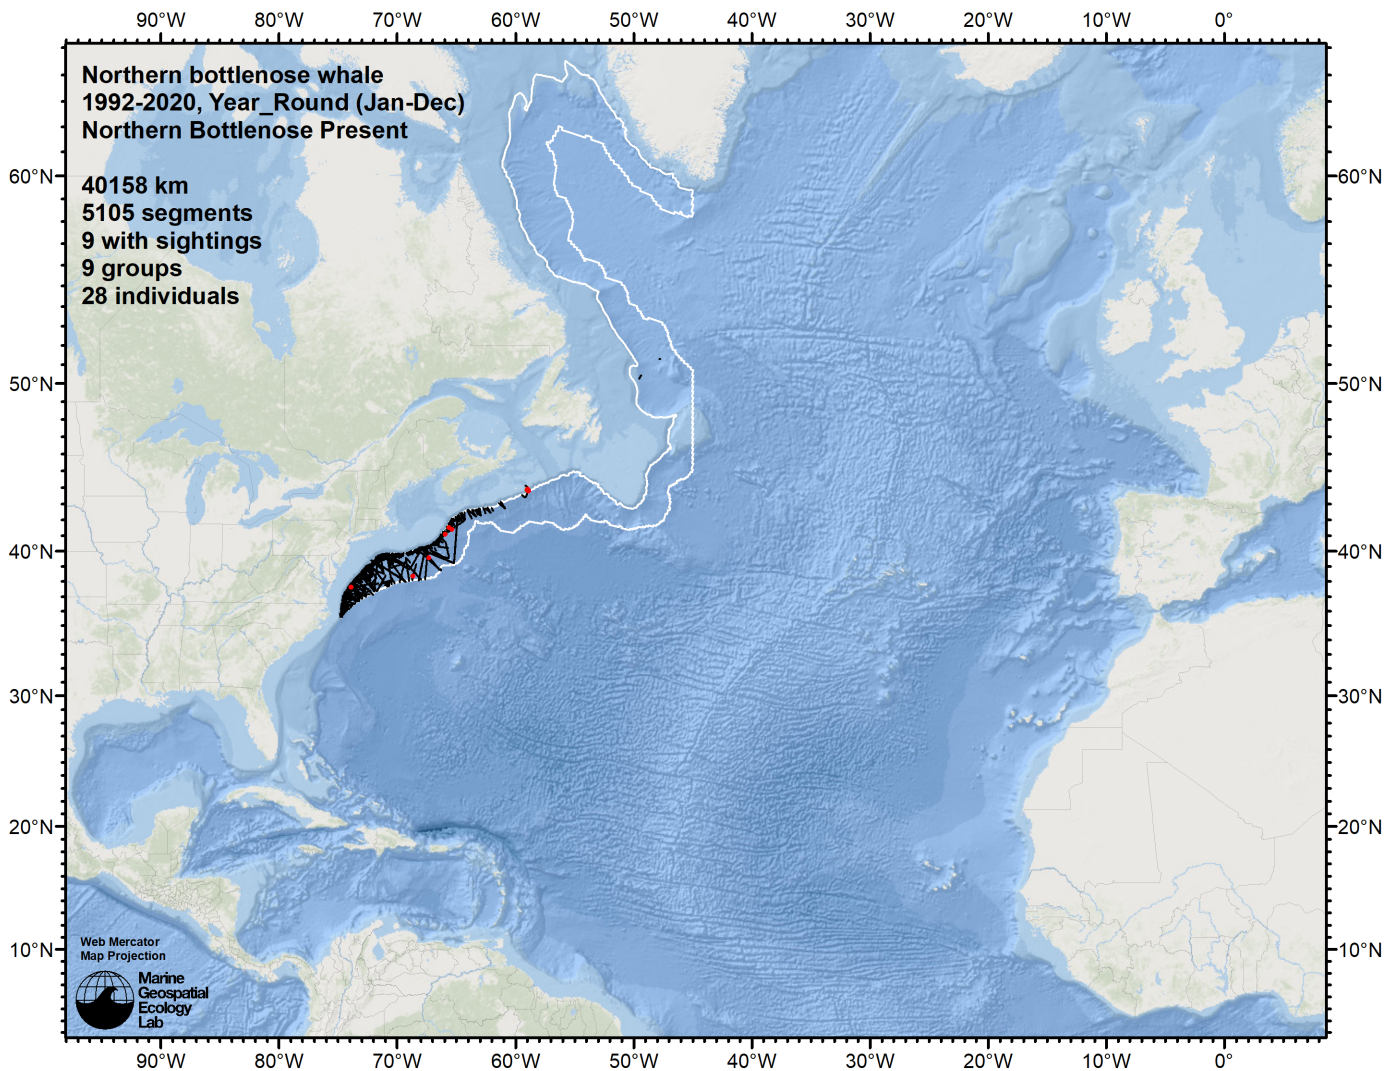 90°W 80°W 70°W 60°W 50°W 40°W 30°W 20°W 10°W 0°
Northern bottlenose whale
1992-2020, Year_Round (Jan-Dec)
Northern Bottlenose Present
40158 km
5105 segments
9 with sightings
9 groups
28 individuals
60°N 60°N
50°N 50°N
40°N 40°N
30°N 30°N
20°N 20°N
10°N 10°N
Web Mercator
Map Projection
Marine
Geospatial
Ecology
Lab
90°W 80°W 70°W 60°W 50°W 40°W 30°W 20°W 10°W 0°